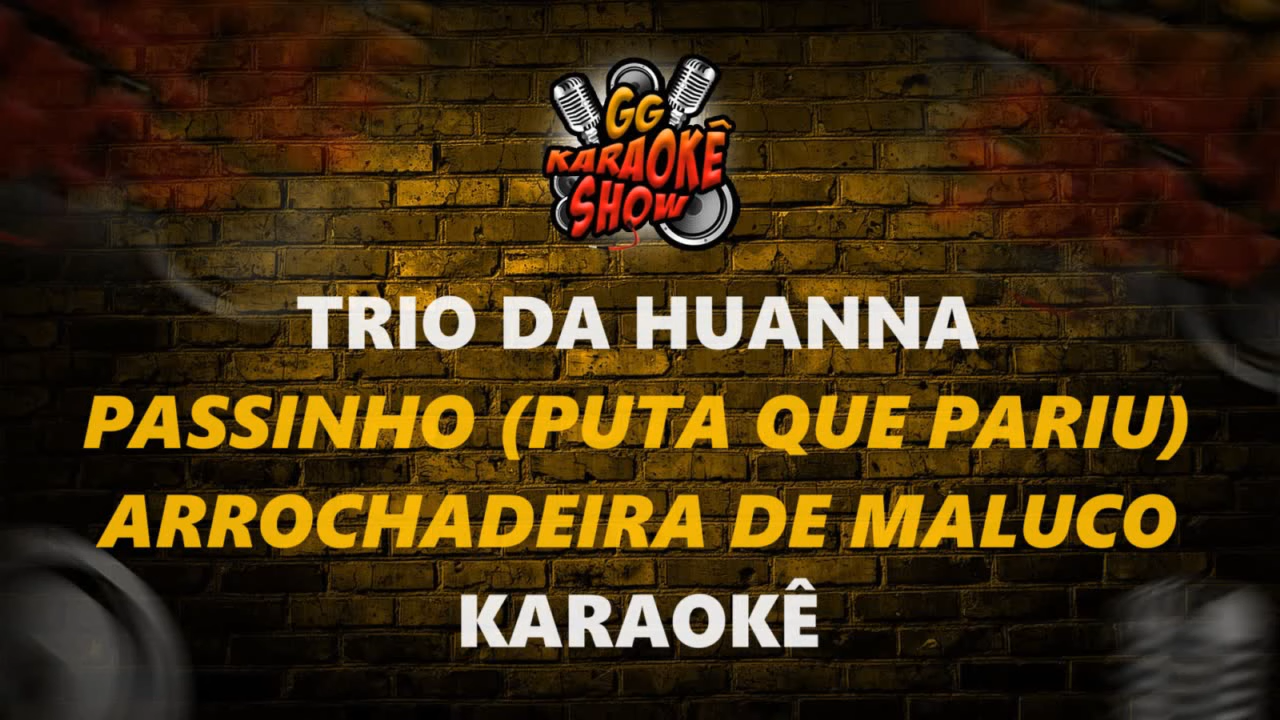 GG
KARAOKÊ
SHOW
TRIO DA HUANNA
PASSINHO (PUTA QUE PARIU)
ARROCHADEIRA DE MALUCO
KARAOKÊ